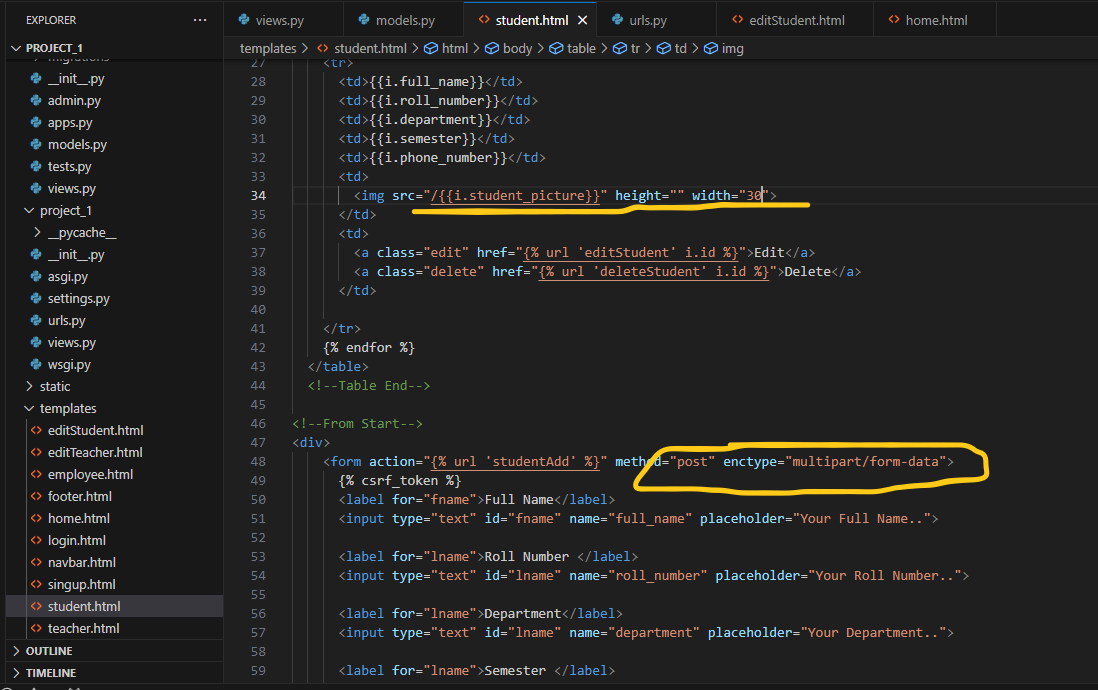 EXPLORER ...
PROJECT_1
migrations
__init__.py
admin.py
apps.py
models.py
tests.py
views.py
project_1
__pycache__
__init__.py
asgi.py
settings.py
urls.py
views.py
wsgi.py
static
templates
editStudent.html
editTeacher.html
employee.html
footer.html
home.html
login.html
navbar.html
singup.html
student.html
teacher.html
OUTLINE
TIMELINE
views.py models.py student.html urls.py editStudent.html home.html
templates > student.html > html > body > table > tr > td > img
27 <tr>
28 <td>{{i.full_name}}</td>
29 <td>{{i.roll_number}}</td>
30 <td>{{i.department}}</td>
31 <td>{{i.semester}}</td>
32 <td>{{i.phone_number}}</td>
33 <td>
34 <img src="/{{i.student_picture}}" height="" width="30">
35 </td>
36 <td>
37 <a class="edit" href="{% url 'editStudent' i.id %}">Edit</a>
38 <a class="delete" href="{% url 'deleteStudent' i.id %}">Delete</a>
39 </td>
40
41 </tr>
42 {% endfor %}
43 </table>
44 <!--Table End-->
45
46 <!--From Start-->
47 <div>
48 <form action="{% url 'studentAdd' %}" method="post" enctype="multipart/form-data">
49 {% csrf_token %}
50 <label for="fname">Full Name</label>
51 <input type="text" id="fname" name="full_name" placeholder="Your Full Name..">
52
53 <label for="lname">Roll Number </label>
54 <input type="text" id="lname" name="roll_number" placeholder="Your Roll Number..">
55
56 <label for="lname">Department</label>
57 <input type="text" id="lname" name="department" placeholder="Your Department..">
58
59 <label for="lname">Semester </label>